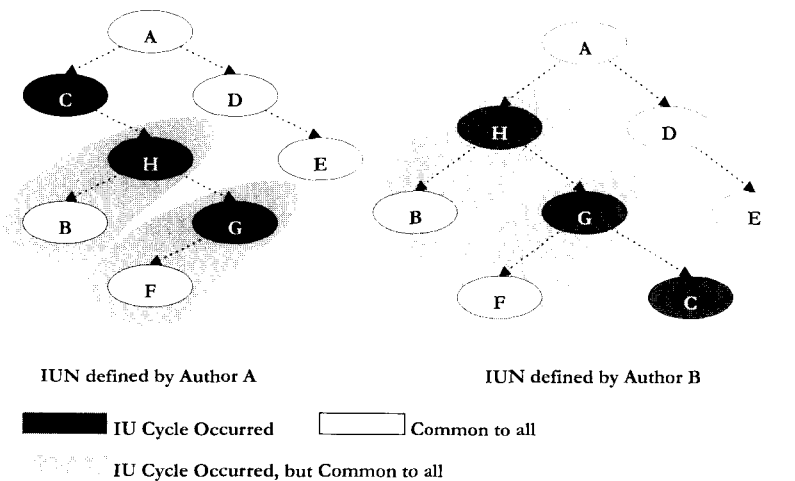 A
A
C
D
H
D
H
E
B
G
B
G
E
F
F
C
IUN defined by Author A
IUN defined by Author B
IU Cycle Occurred
Common to all
IU Cycle Occurred, but Common to all